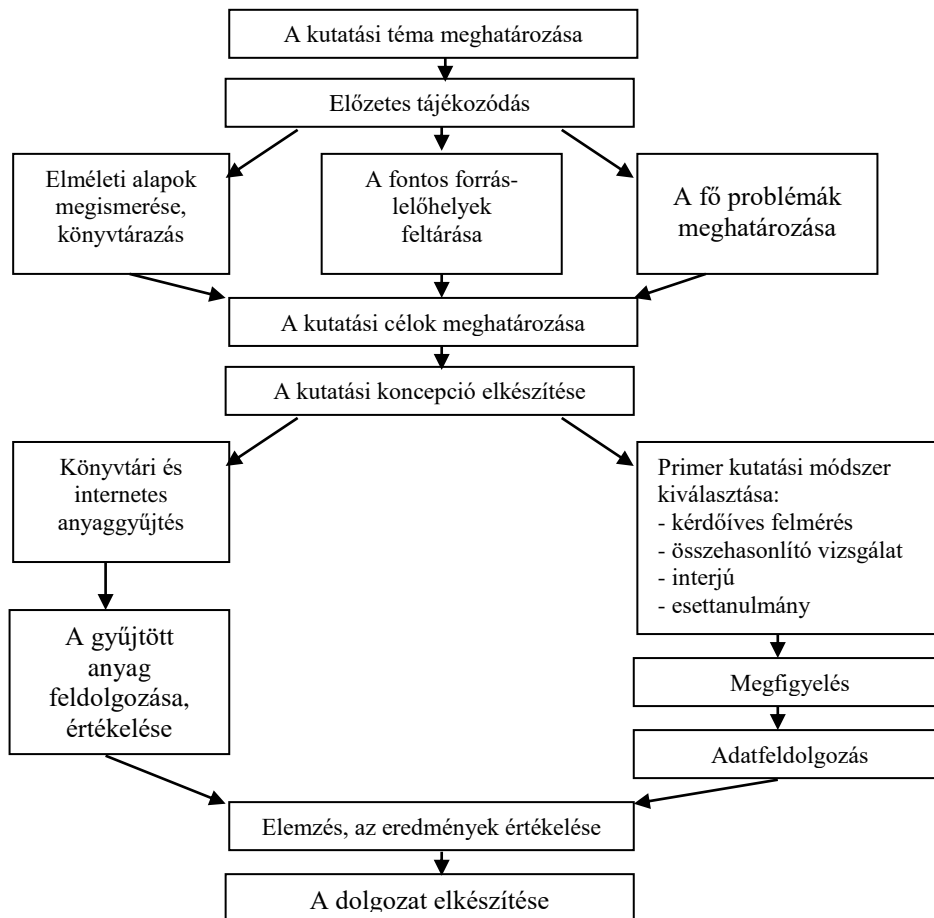 A kutatási téma meghatározása
Előzetes tájékozódás
Elméleti alapok
megismerése,
könyvtárazás
A fontos forrás-
lelőhelyek
feltárása
A fő problémák
meghatározása
A kutatási célok meghatározása
A kutatási koncepció elkészítése
Könyvtári és
internetes
anyaggyűjtés
Primer kutatási módszer
kiválasztása:
- kérdőíves felmérés
- összehasonlító vizsgálat
- interjú
- esettanulmány
A gyűjtött
anyag
feldolgozása,
értékelése
Megfigyelés
Adatfeldolgozás
Elemzés, az eredmények értékelése
A dolgozat elkészítése